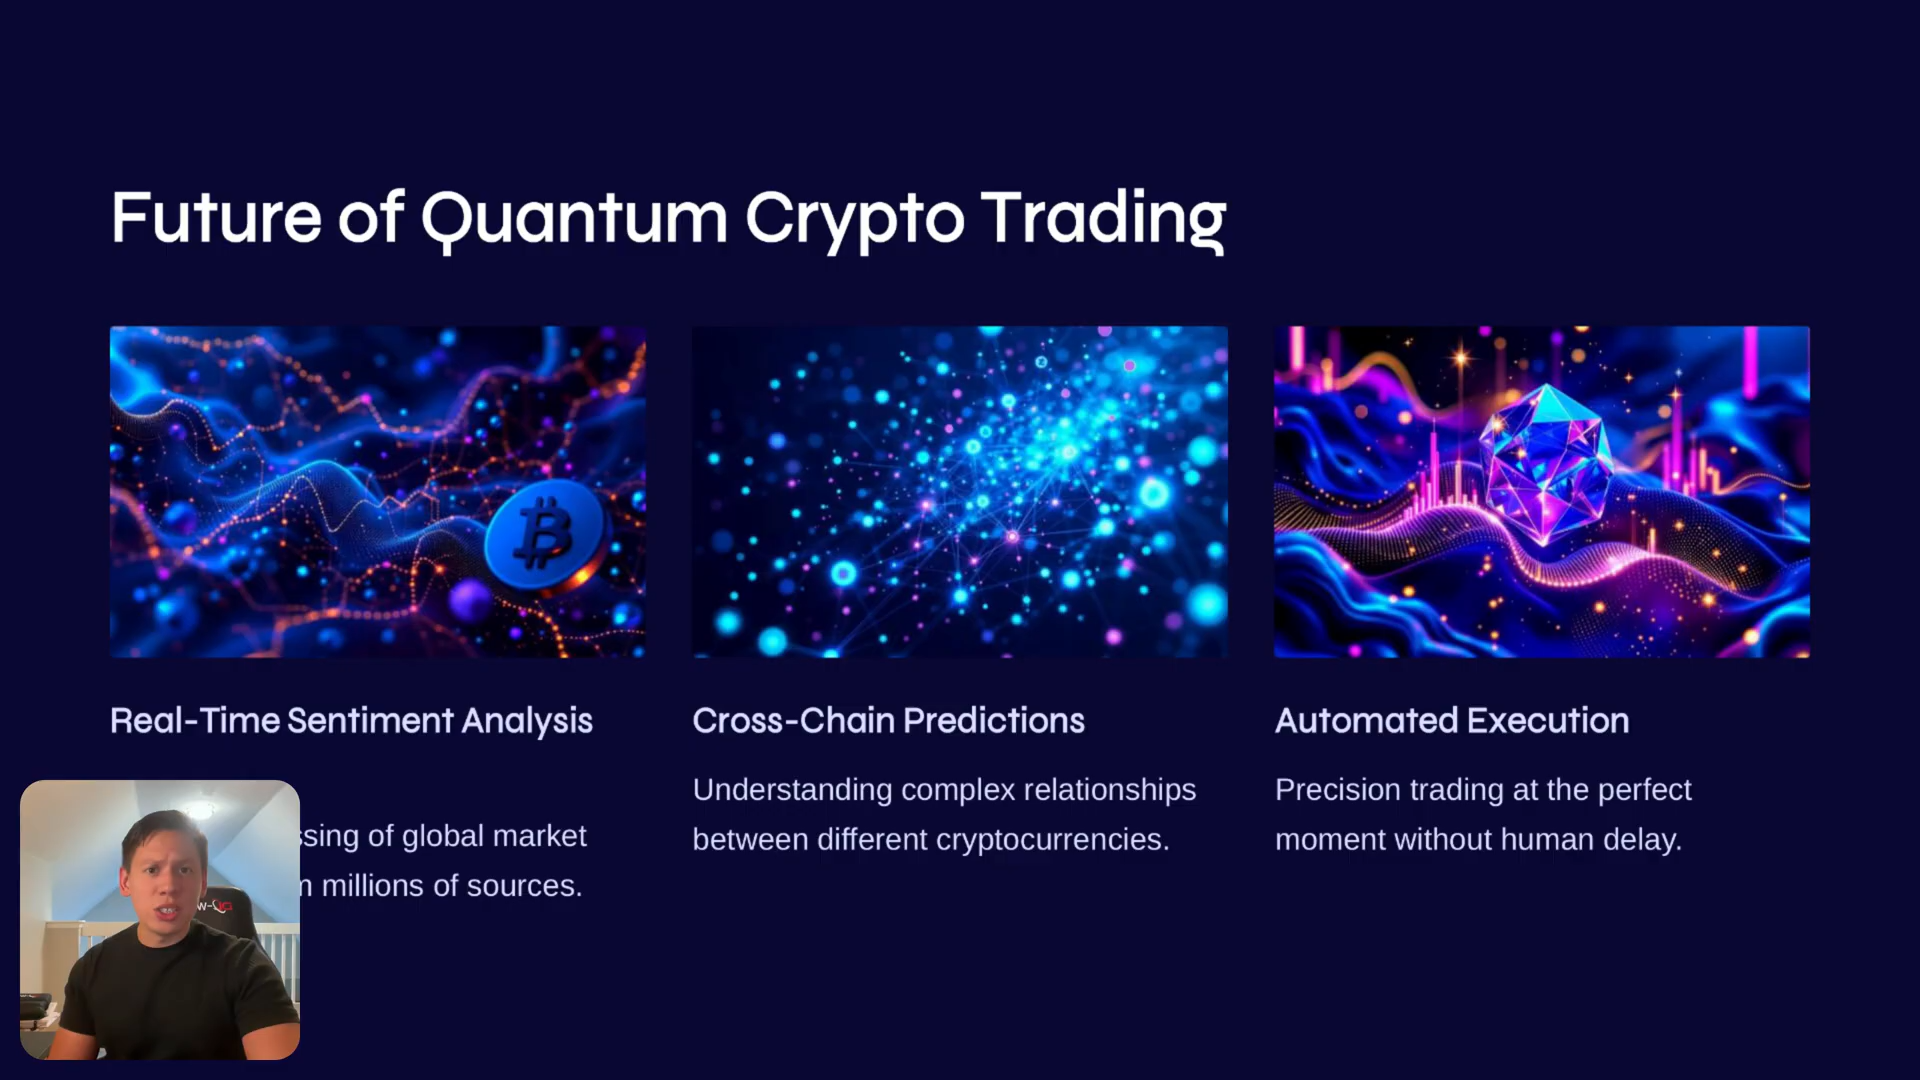 Future of Quantum Crypto Trading
Real-Time Sentiment Analysis
of global market
millions of sources.
Cross-Chain Predictions
Understanding complex relationships
between different cryptocurrencies.
Automated Execution
Precision trading at the perfect
moment without human delay.